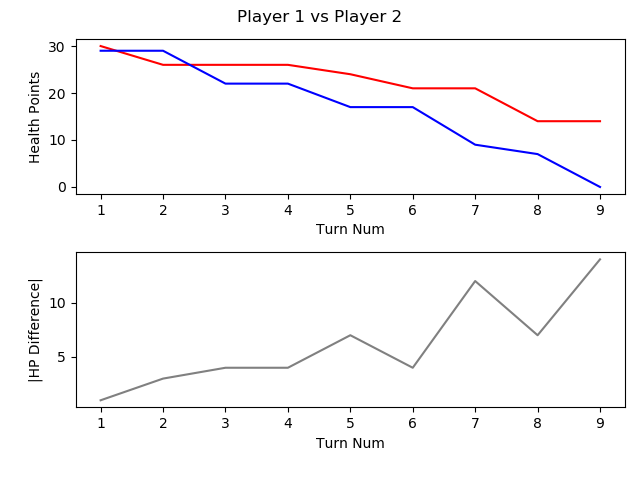 Player 1 vs Player 2
30
20
10
0
Health Points
1 2 3 4 5 6 7 8 9
Turn Num
10
5
|HP Difference|
1 2 3 4 5 6 7 8 9
Turn Num